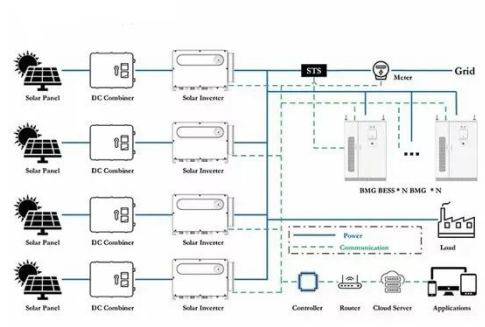 STS
Meter
Grid
Solar Panel
DC Combiner
Solar Inverter
Solar Panel
DC Combiner
Solar Inverter
BMG BESS * N BMG * N
Solar Panel
DC Combiner
Solar Inverter
Power
Communication
Load
Solar Panel
DC Combiner
Solar Inverter
Controller
Router
Cloud Server
Applications